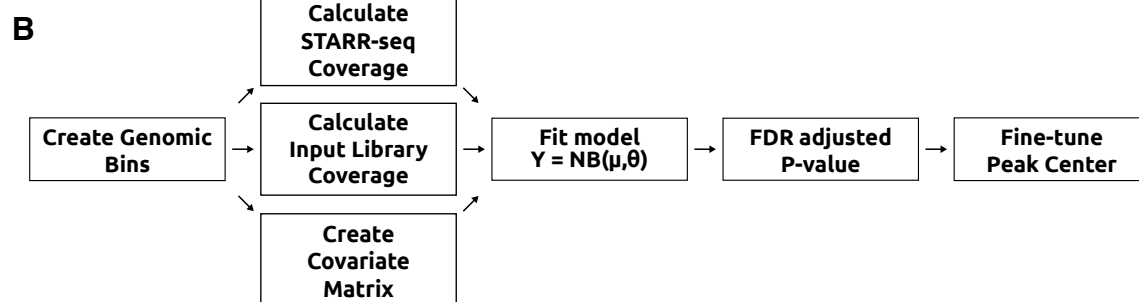 B
Calculate
STARR-seq
Coverage
Create Genomic
Bins
Calculate
Input Library
Coverage
Create
Covariate
Matrix
Fit model
Y = NB(μ,θ)
FDR adjusted
P-value
Fine-tune
Peak Center